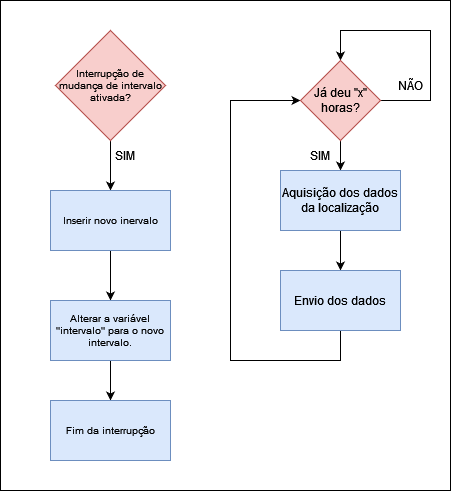 Interrupção de
mudança de intervalo
ativada?
SIM
Inserir novo inervalo
Alterar a variável
"intervalo" para o novo
intervalo.
Fim da interrupção
Já deu "x"
horas?
NÃO
SIM
Aquisição dos dados
da localização
Envio dos dados